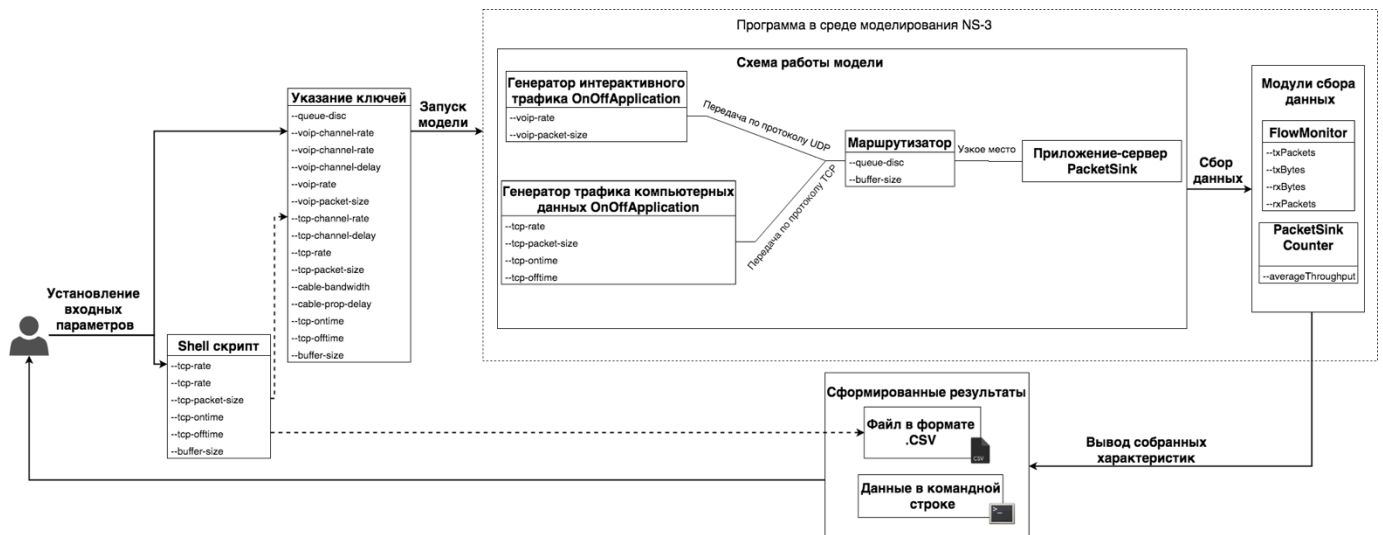 Программа в среде моделирования NS-3
Схема работы модели
Генератор интерактивного
трафика OnOffApplication
--voip-rate
--voip-packet-size
Генератор трафика компьютерных
данных OnOffApplication
--tcp-rate
--tcp-packet-size
--tcp-ontime
--tcp-offtime
Передача по протоколу UDP
Передача по протоколу TCP
Маршрутизатор
--queue-disc
--buffer-size
Узкое место
Приложение-сервер
PacketSink
Сбор
данных
Модули сбора
данных
FlowMonitor
--txPackets
--txBytes
--rxBytes
--rxPackets
PacketSink
Counter
--averageThroughput
Указание ключей
--queue-disc
--voip-channel-rate
--voip-channel-rate
--voip-channel-delay
--voip-rate
--voip-packet-size
--tcp-channel-rate
--tcp-channel-delay
--tcp-rate
--tcp-packet-size
--cable-bandwidth
--cable-prop-delay
--tcp-ontime
--tcp-offtime
--buffer-size
Запуск
модели
Установление
входных
параметров
Shell скрипт
--tcp-rate
--tcp-rate
--tcp-packet-size
--tcp-ontime
--tcp-offtime
--buffer-size
Сформированные результаты
Файл в формате
.CSV
CSV
Данные в командной
строке
>_
Вывод собранных
характеристик